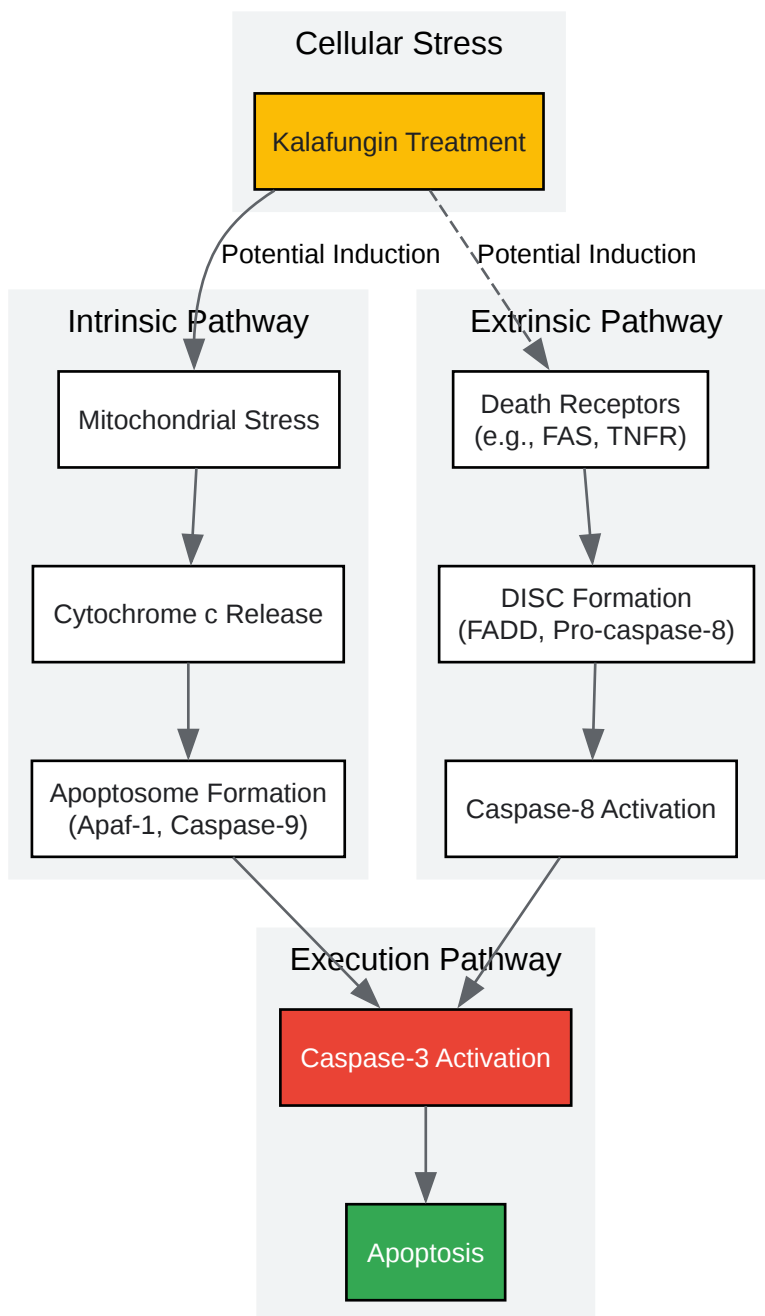 Cellular Stress
Kalafungin Treatment
Potential Induction
Potential Induction
Intrinsic Pathway
Extrinsic Pathway
Mitochondrial Stress
Death Receptors
(e.g., FAS, TNFR)
Cytochrome c Release
DISC Formation
(FADD, Pro-caspase-8)
Apoptosome Formation
(Apaf-1, Caspase-9)
Caspase-8 Activation
Execution Pathway
Caspase-3 Activation
Apoptosis